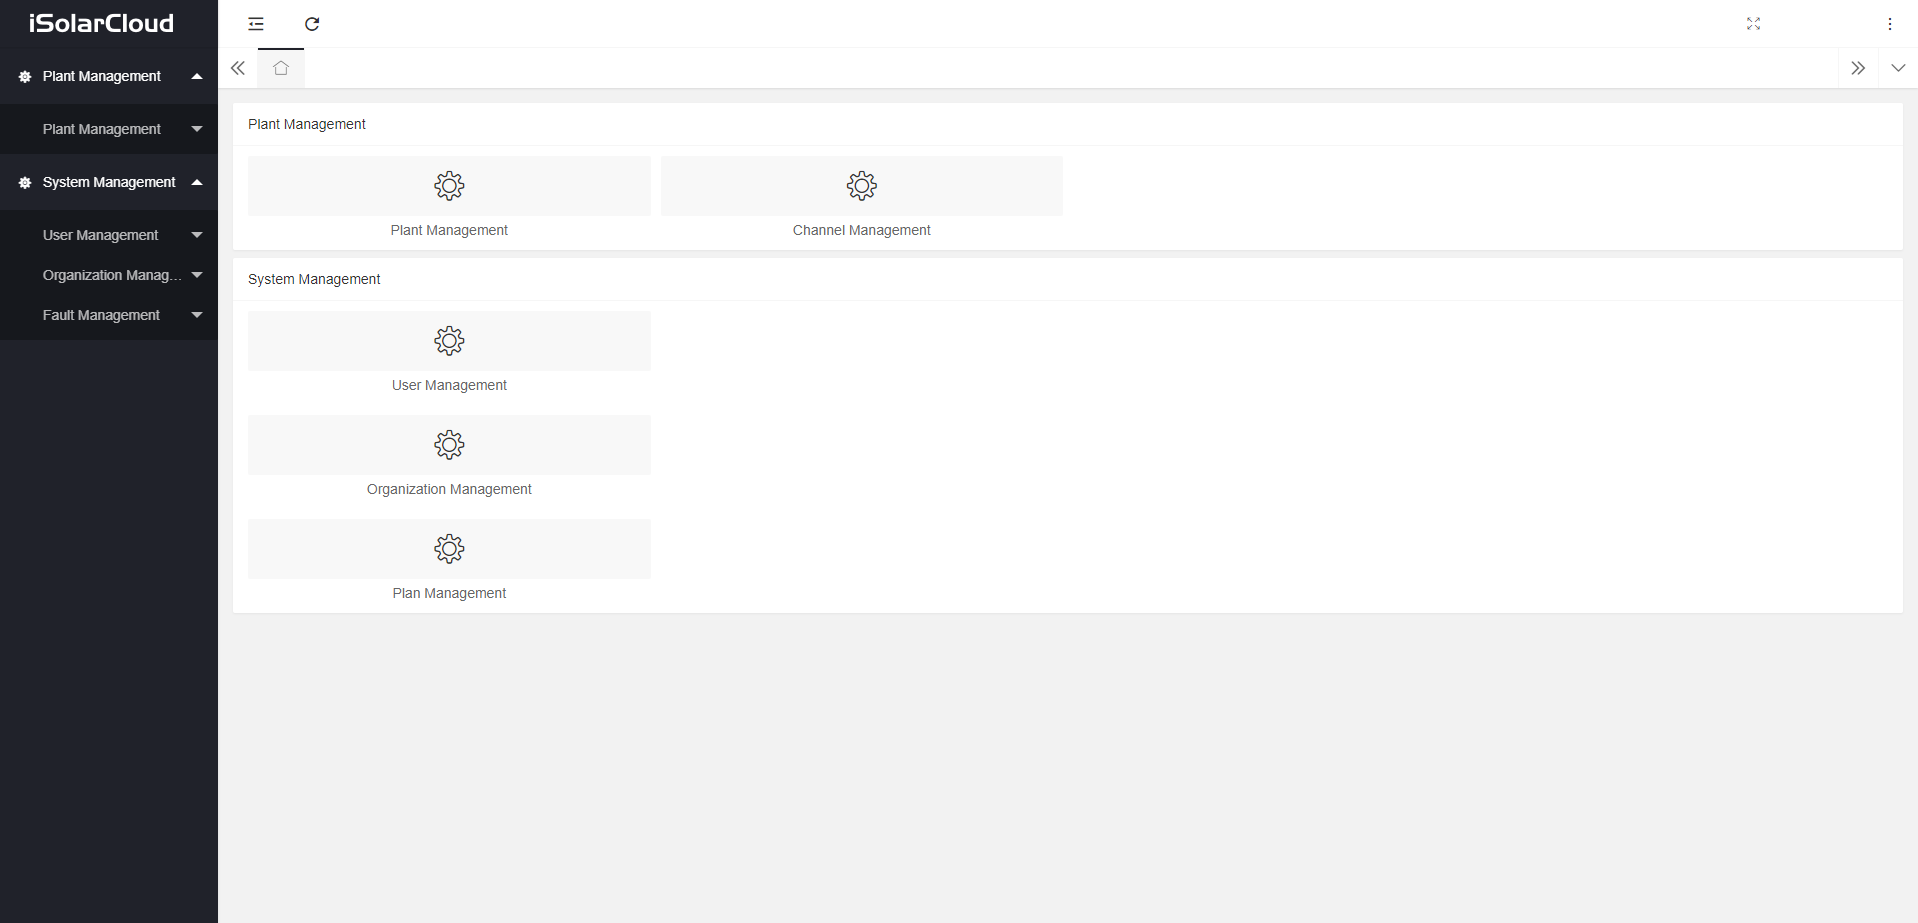 iSolarCloud
Plant Management
Plant Management
System Management
User Management
Organization Manag...
Fault Management
Plant Management
Plant Management
Channel Management
System Management
User Management
Organization Management
Plan Management